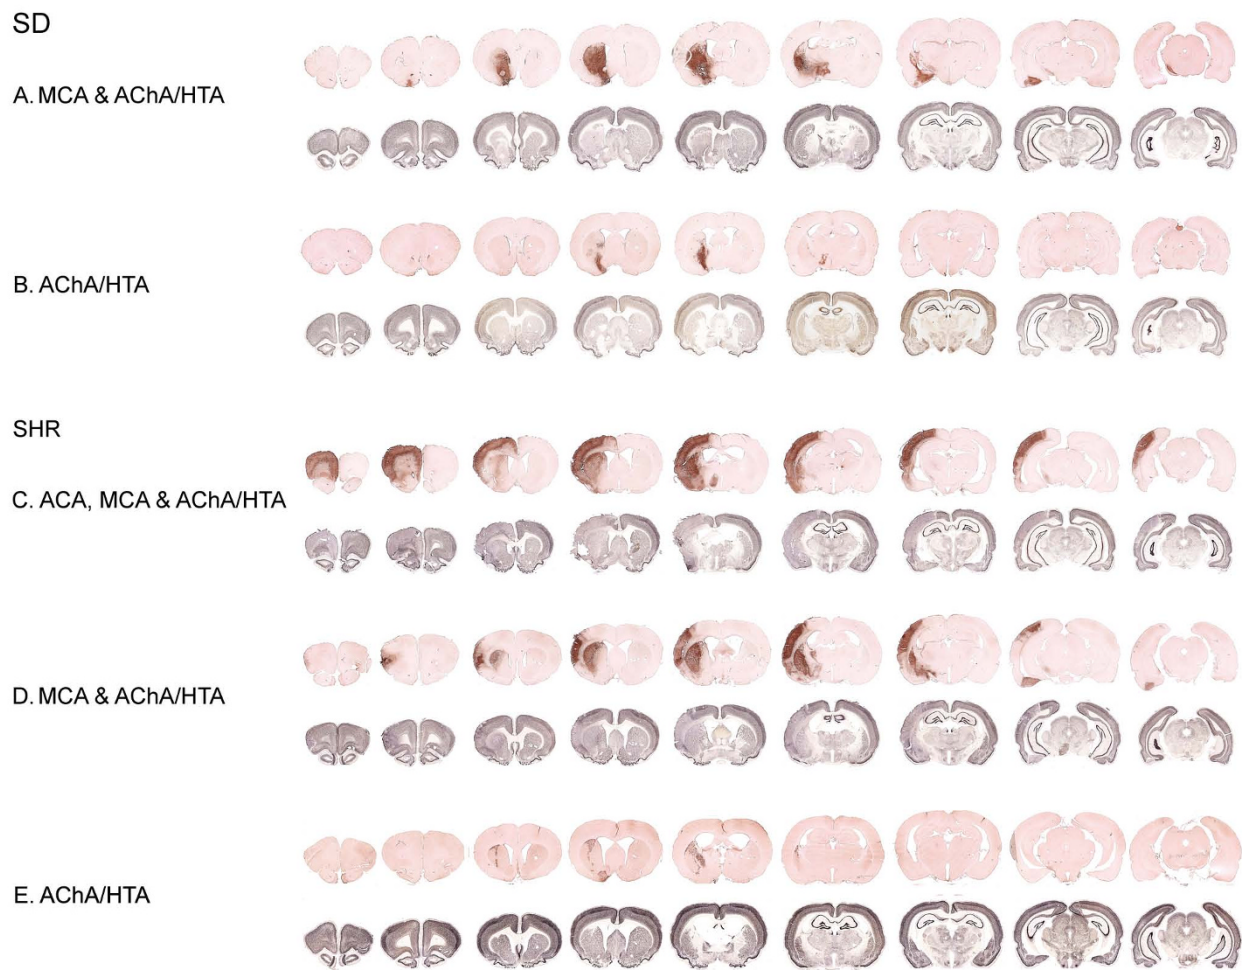 SD
A. MCA & AChA/HTA
B. AChA/HTA
SHR
C. ACA, MCA & AChA/HTA
D. MCA & AChA/HTA
E. AChA/HTA